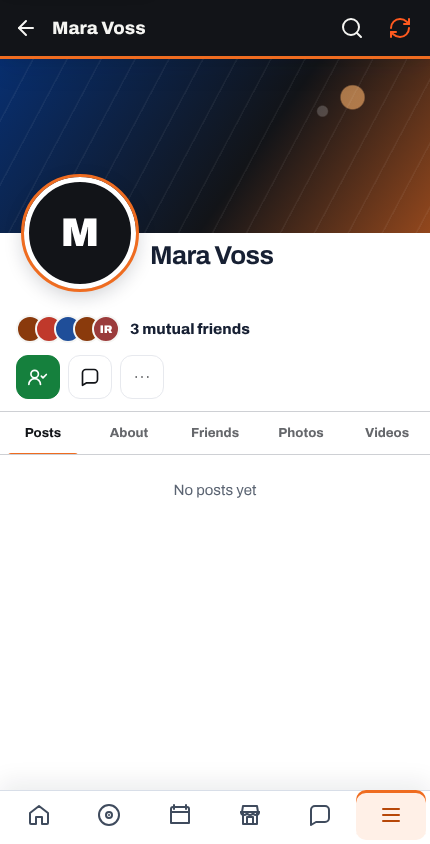 Mara Voss
M
Mara Voss
IR
3 mutual friends
...
Posts
About
Friends
Photos
Videos
No posts yet